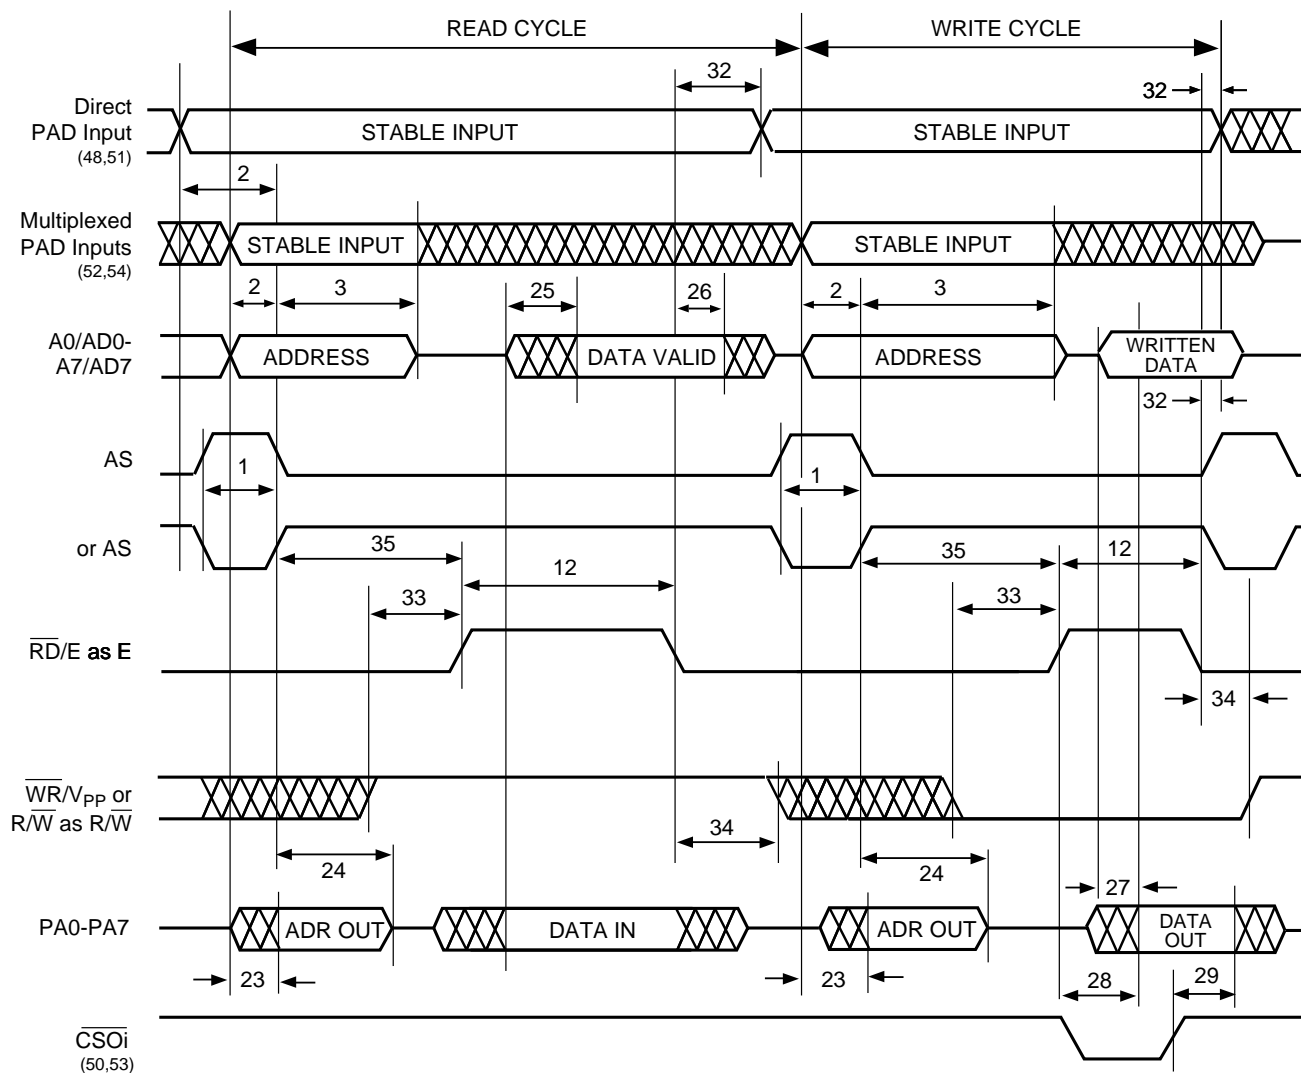 READ CYCLE WRITE CYCLE
32
32
Direct
PAD Input
(48,51)
STABLE INPUT STABLE INPUT
2
Multiplexed
PAD Inputs
(52,54)
STABLE INPUT STABLE INPUT
2 3 25 26 2 3
A0/AD0-
A7/AD7
ADDRESS DATA VALID ADDRESS WRITTEN
DATA
32
AS
1 1
or AS
35 12 35 12
33 33
RD/E as E
34
WR/VPP or
R/W as R/W
34
24 24
27
PA0-PA7
ADR OUT DATA IN ADR OUT DATA
OUT
23 23 28 29
CSOi
(50,53)